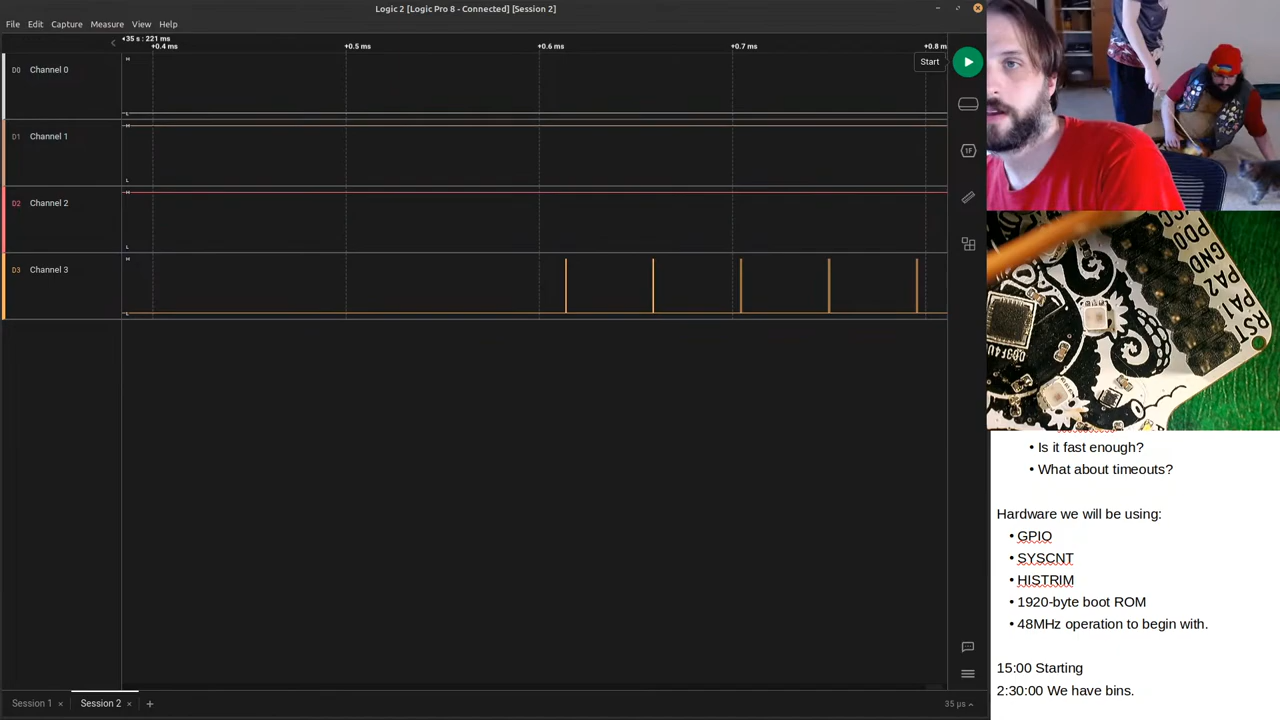 Logic 2 [Logic Pro 8 - Connected] [Session 2]
File Edit Capture Measure View Help
35 s : 221 ms
+0.4 ms +0.5 ms +0.6 ms +0.7 ms +0.8 m
Start
D0 Channel 0
H
L
D1 Channel 1
H
L
D2 Channel 2
H
L
D3 Channel 3
H
L
1F
PD0
GND
PA2
PA1
RST
• Is it fast enough?
• What about timeouts?
Hardware we will be using:
• GPIO
• SYSCNT
• HISTRIM
• 1920-byte boot ROM
• 48MHz operation to begin with.
15:00 Starting
2:30:00 We have bins.
Session 1 × Session 2 × +
35 µs